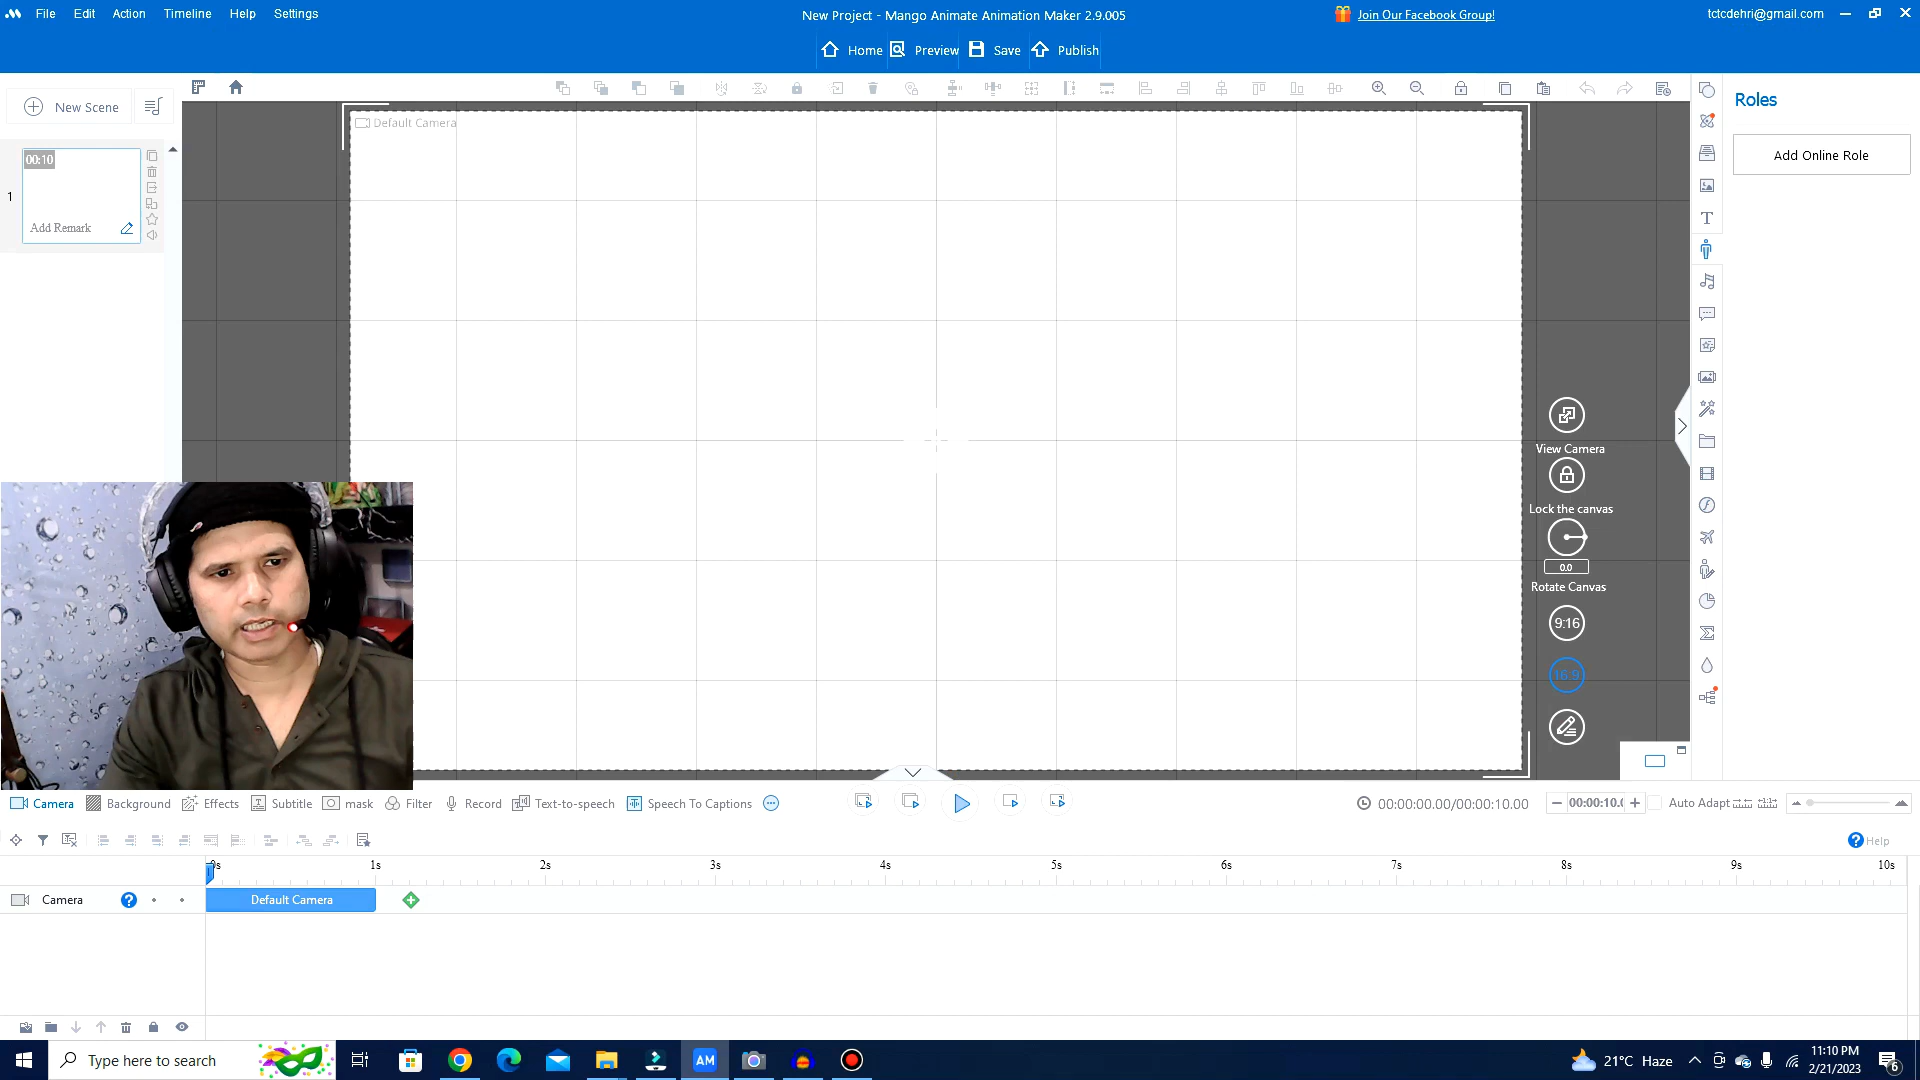 File Edit Action Timeline Help Settings
New Project - Mango Animate Animation Maker 2.9.005
Join Our Facebook Group!
tctcdehri@gmail.com
Home Preview Save Publish
New Scene
Default Camera
Roles
Add Online Role
00:10
1
Add Remark
T
View Camera
Lock the canvas
0.0
Rotate Canvas
9:16
16:9
Camera Background Effects Subtitle mask Filter Record Text-to-speech Speech To Captions
00:00:00.00/00:00:10.00
00:00:10.
Auto Adapt
Help
0s 1s 2s 3s 4s 5s 6s 7s 8s 9s 10s
Camera
Default Camera
Type here to search
AM
21°C Haze
11:10 PM
2/21/2023
6